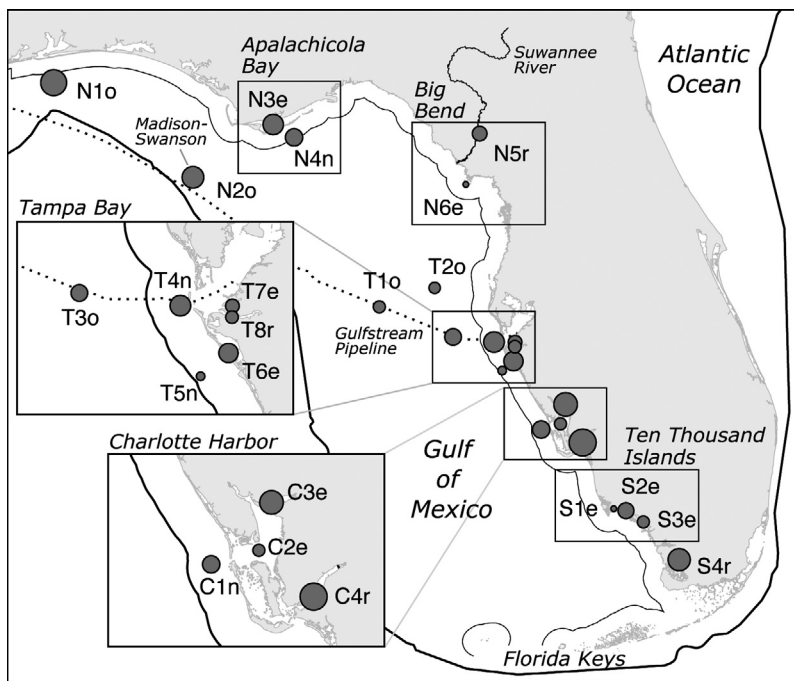 Apalachicola
Bay
Suwannee
River
Atlantic
Ocean
N1o
N3e
Big
Bend
Madison-
Swanson
N4n
N5r
N2o
N6e
Tampa Bay
T4n
T7e
T1o
T2o
T3o
T8r
Gulfstream
Pipeline
T6e
T5n
Charlotte Harbor
Gulf
of
Mexico
Ten Thousand
Islands
C3e
S2e
S1e
S3e
C2e
C1n
C4r
S4r
Florida Keys